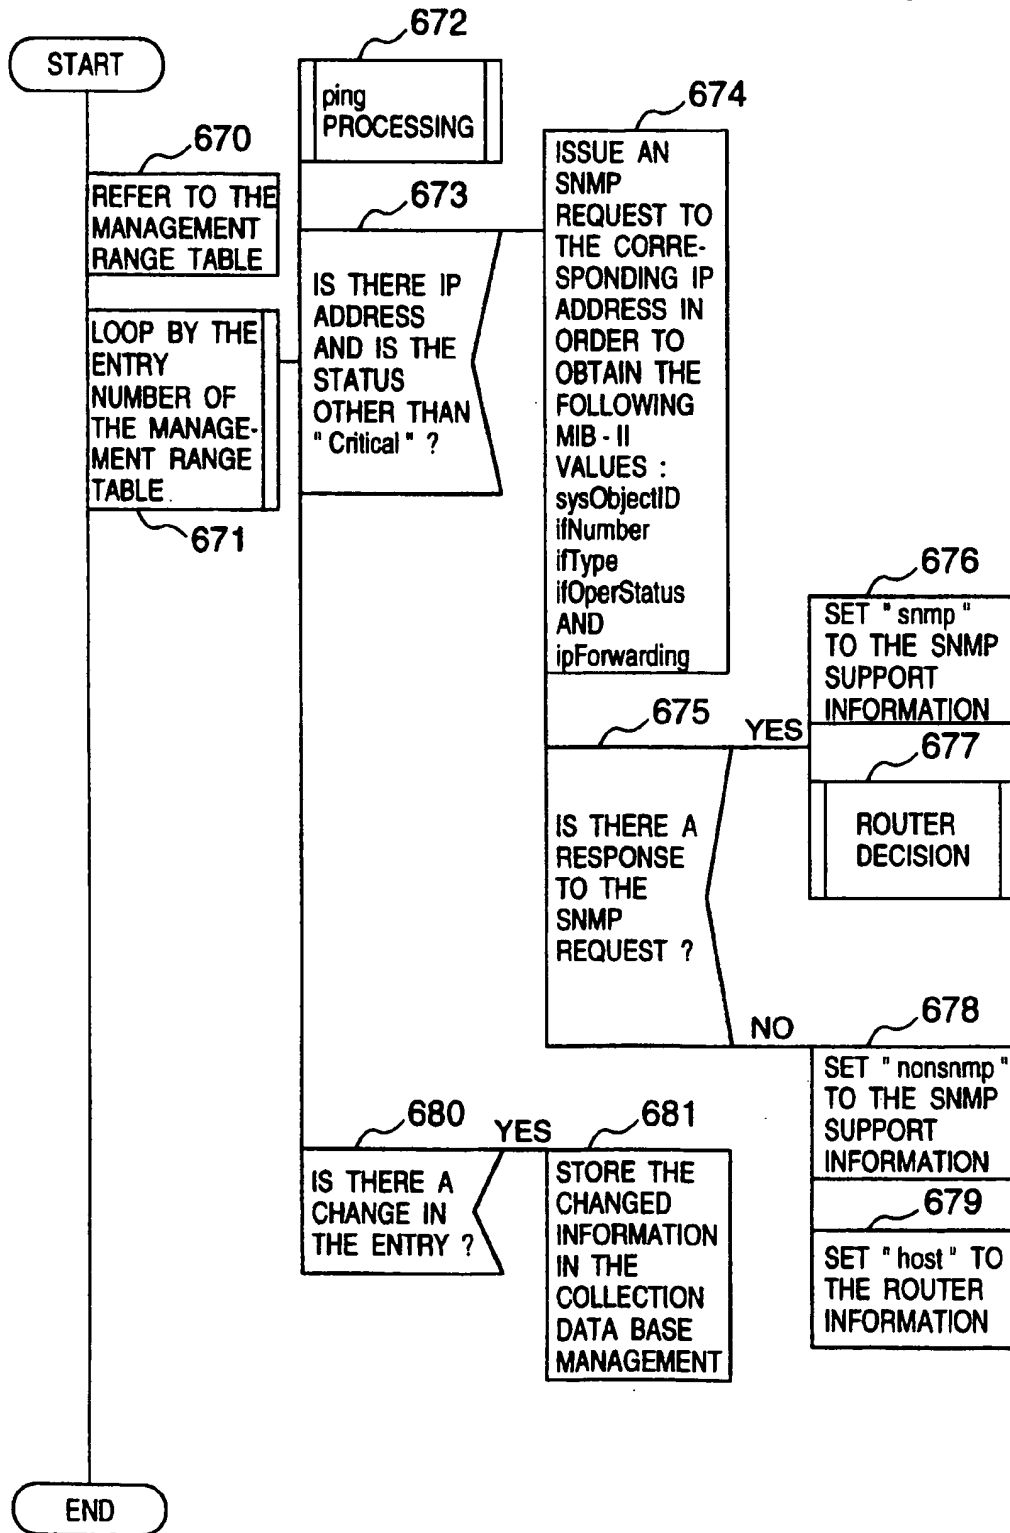 START
670
REFER TO THE
MANAGEMENT
RANGE TABLE
LOOP BY THE
ENTRY
NUMBER OF
THE MANAGE-
MENT RANGE
TABLE
671
672
ping
PROCESSING
673
IS THERE IP
ADDRESS
AND IS THE
STATUS
OTHER THAN
"Critical" ?
674
ISSUE AN
SNMP
REQUEST TO
THE CORRE-
SPONDING IP
ADDRESS IN
ORDER TO
OBTAIN THE
FOLLOWING
MIB - II
VALUES :
sysObjectID
ifNumber
ifType
ifOperStatus
AND
ipForwarding
675
YES
IS THERE A
RESPONSE
TO THE
SNMP
REQUEST ?
NO
676
SET "snmp"
TO THE SNMP
SUPPORT
INFORMATION
677
ROUTER
DECISION
678
SET "nonsnmp"
TO THE SNMP
SUPPORT
INFORMATION
679
SET "host" TO
THE ROUTER
INFORMATION
680
YES
IS THERE A
CHANGE IN
THE ENTRY ?
681
STORE THE
CHANGED
INFORMATION
IN THE
COLLECTION
DATA BASE
MANAGEMENT
END